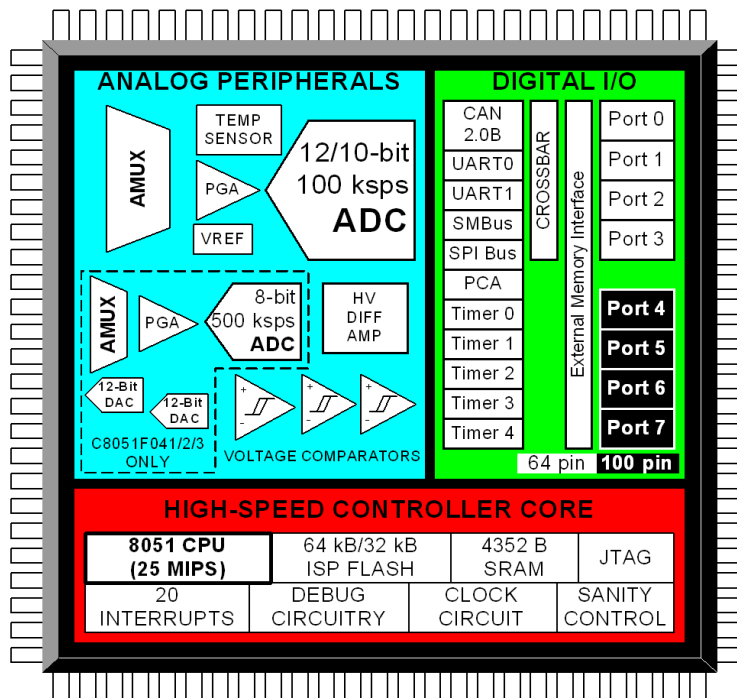 ANALOG PERIPHERALS
AMUX
TEMP
SENSOR
PGA
VREF
12/10-bit
100 ksps
ADC
AMUX
PGA
8-bit
500 ksps
ADC
HV
DIFF
AMP
12-Bit
DAC
12-Bit
DAC
+
-
+
-
+
-
C8051F041/2/3
ONLY
VOLTAGE COMPARATORS
DIGITAL I/O
CAN
2.0B
UART0
UART1
SMBus
SPI Bus
PCA
Timer 0
Timer 1
Timer 2
Timer 3
Timer 4
CROSSBAR
External Memory Interface
Port 0
Port 1
Port 2
Port 3
Port 4
Port 5
Port 6
Port 7
64 pin
100 pin
HIGH-SPEED CONTROLLER CORE
8051 CPU
(25 MIPS)
64 kB/32 kB
ISP FLASH
4352 B
SRAM
JTAG
20
INTERRUPTS
DEBUG
CIRCUITRY
CLOCK
CIRCUIT
SANITY
CONTROL